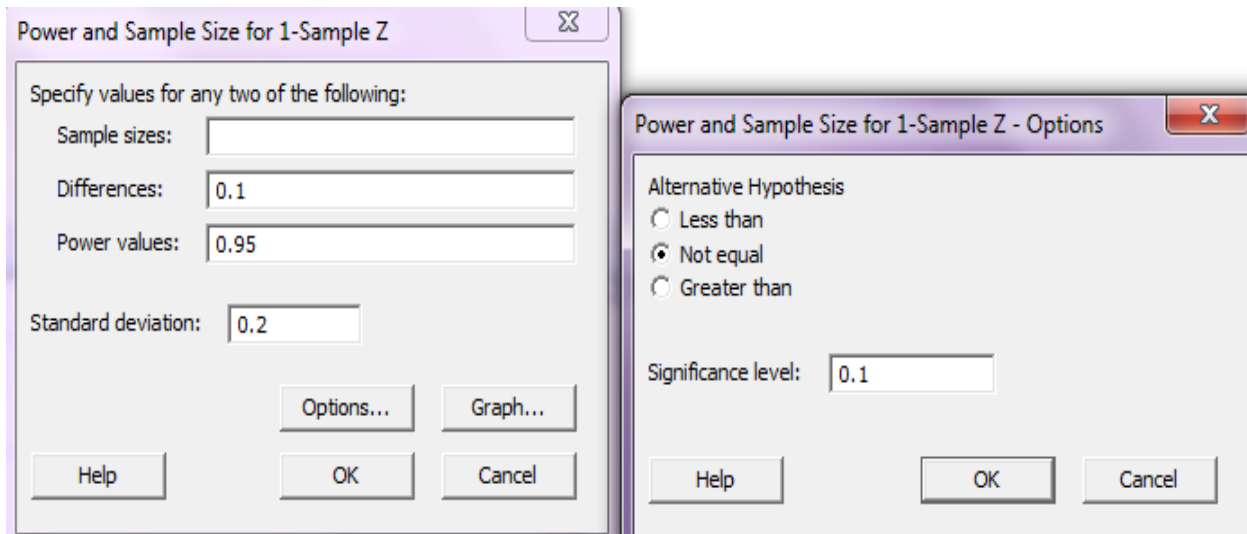 Power and Sample Size for 1-Sample Z
Specify values for any two of the following:
Sample sizes:
Differences: 0.1
Power values: 0.95
Standard deviation: 0.2
Options... Graph...
Help OK Cancel
Power and Sample Size for 1-Sample Z - Options
Alternative Hypothesis
Less than
Not equal
Greater than
Significance level: 0.1
Help OK Cancel